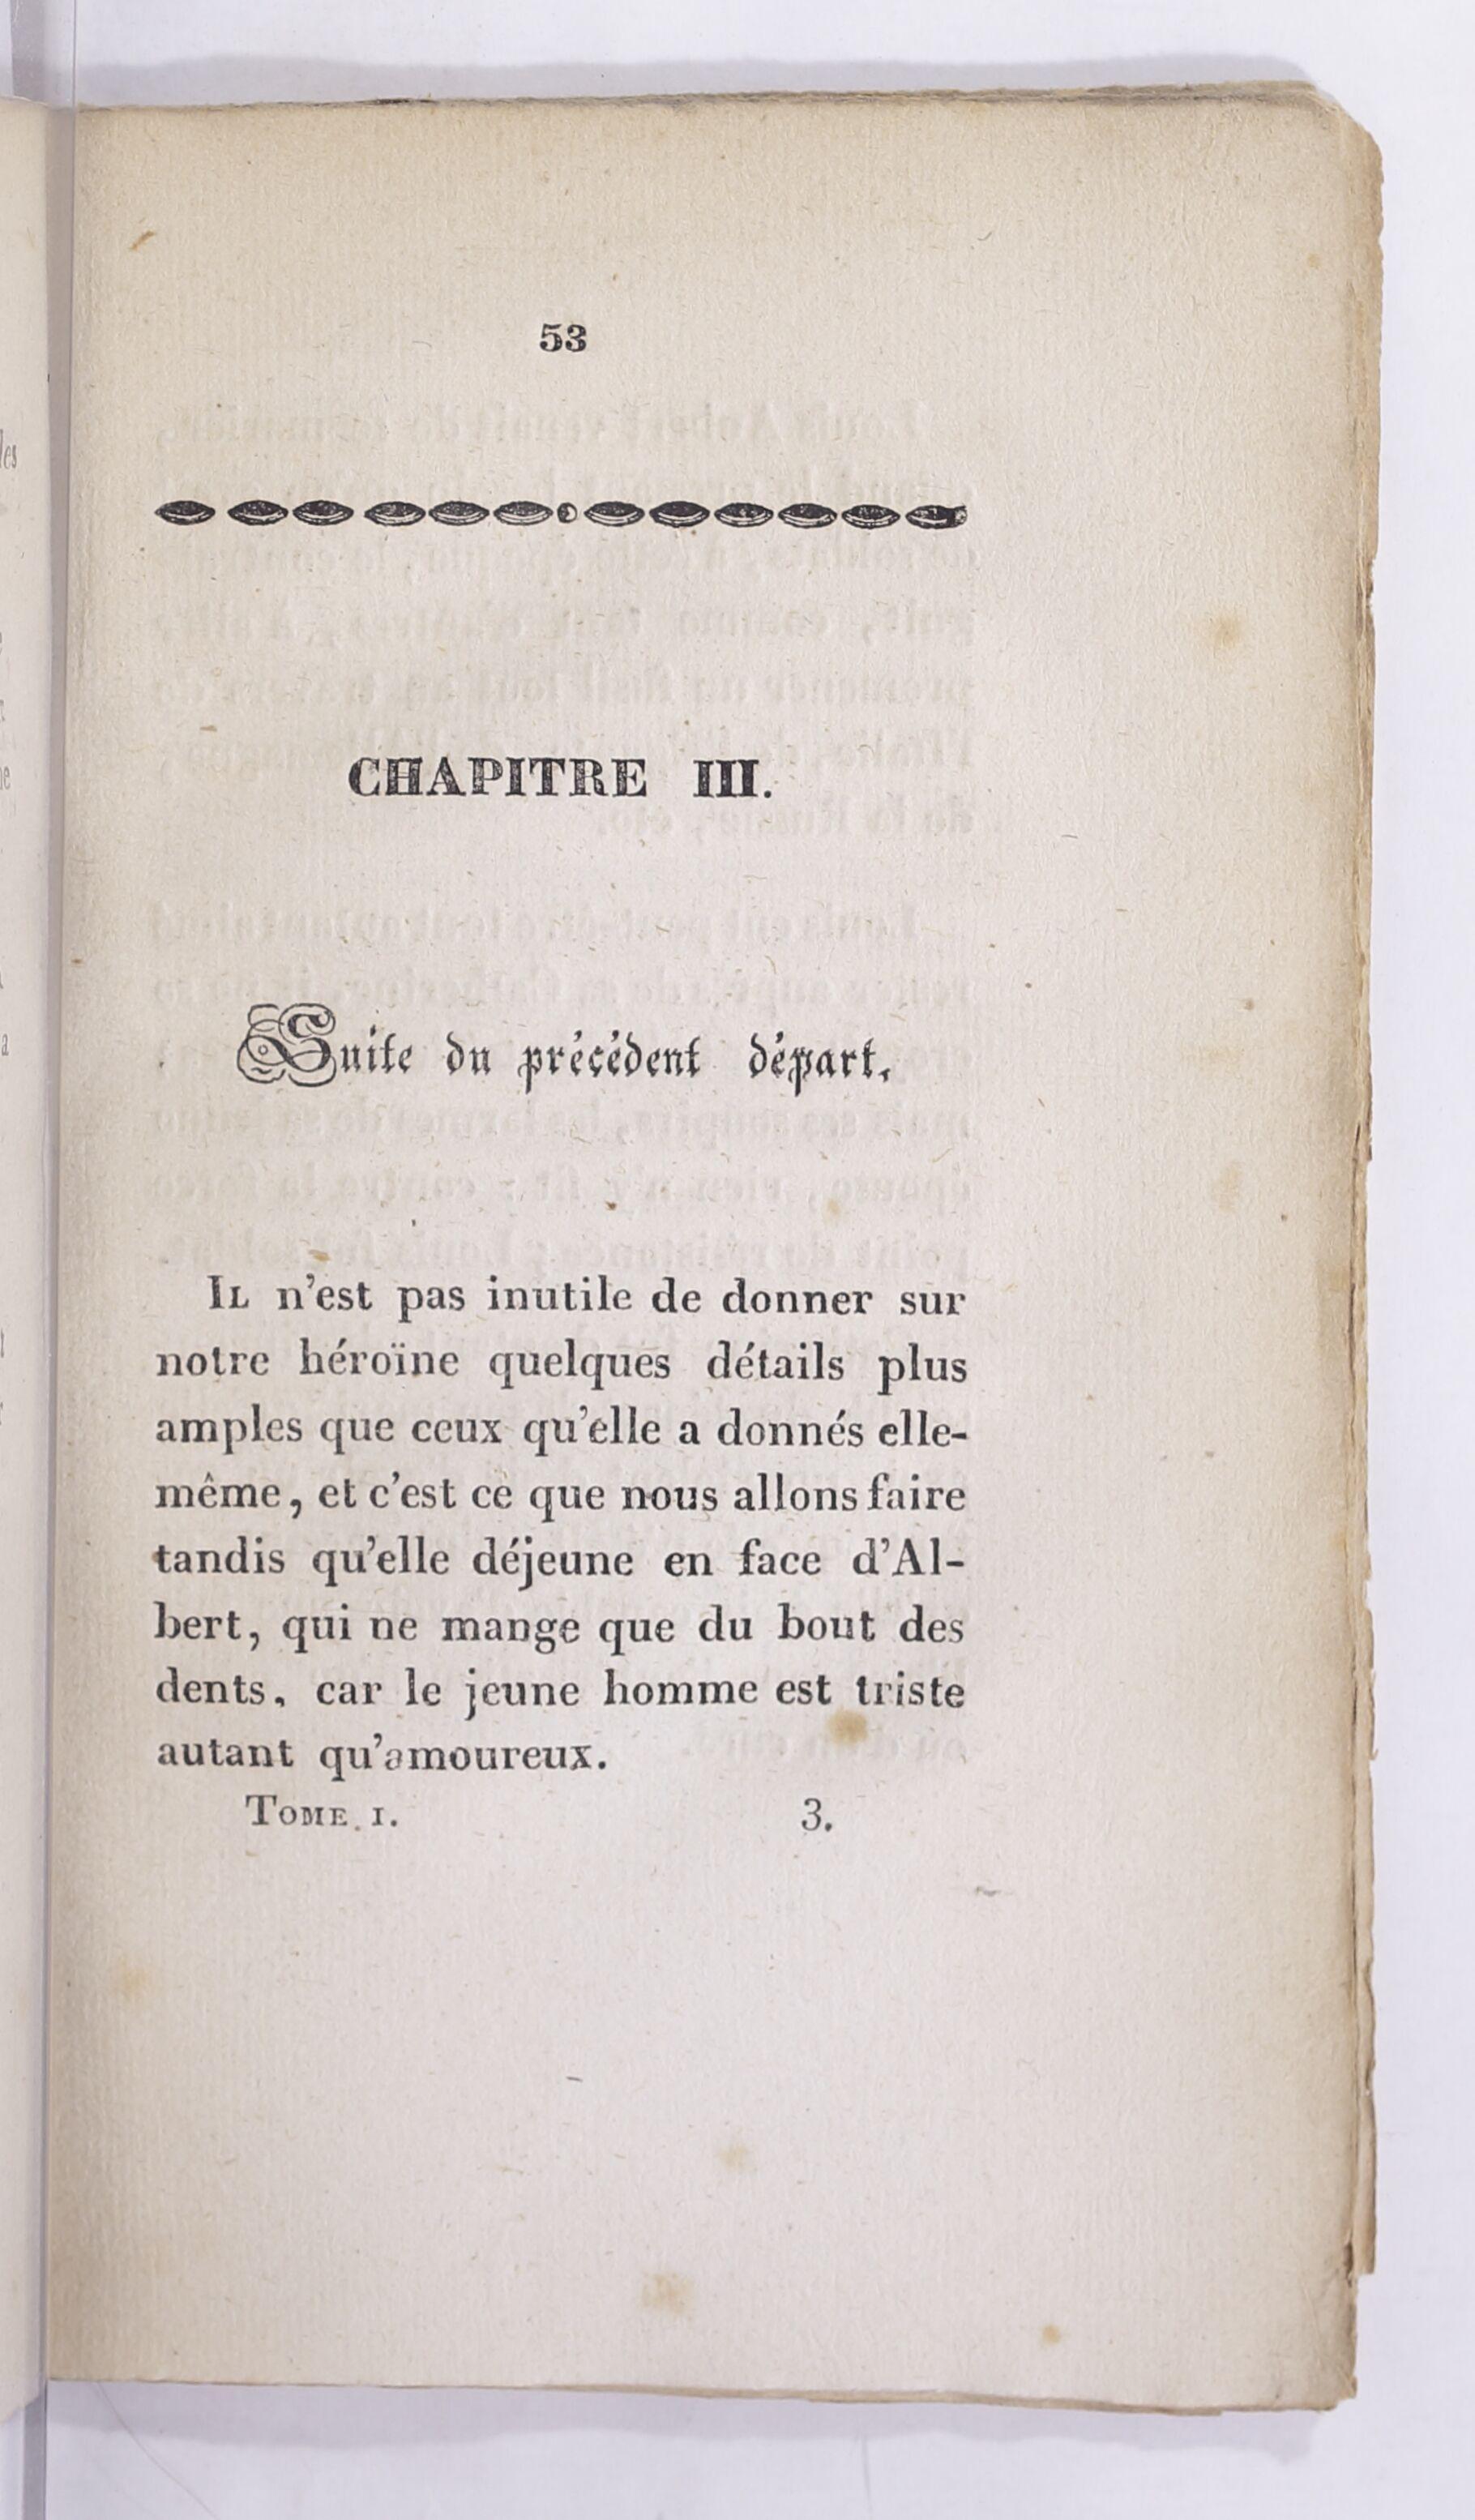 53
CHAPITRE III.
Suite du précédent départ.
IL n'est pas inutile de donner sur
notre héroïne quelques détails plus
amples que ceux qu'elle a donnés elle-
même, et c'est ce que nous allons faire
tandis qu'elle déjeune en face d'Al-
bert, qui ne mange que du bout des
dents, car le jeune homme est triste
autant qu'amoureux.
TOME. I. 3.